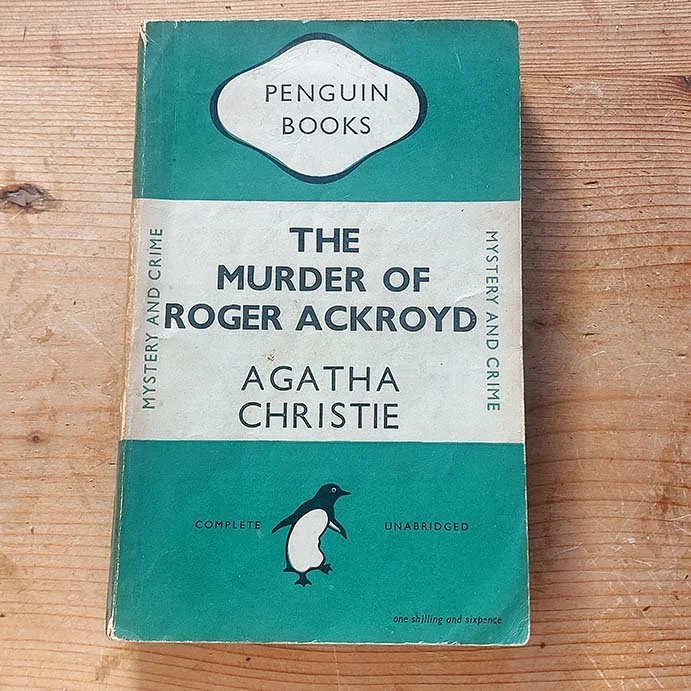 PENGUIN
BOOKS
THE
MURDER OF
ROGER ACKROYD
AGATHA
CHRISTIE
MYSTERY AND CRIME
MYSTERY AND CRIME
COMPLETE UNABRIDGED
one shilling and sixpence